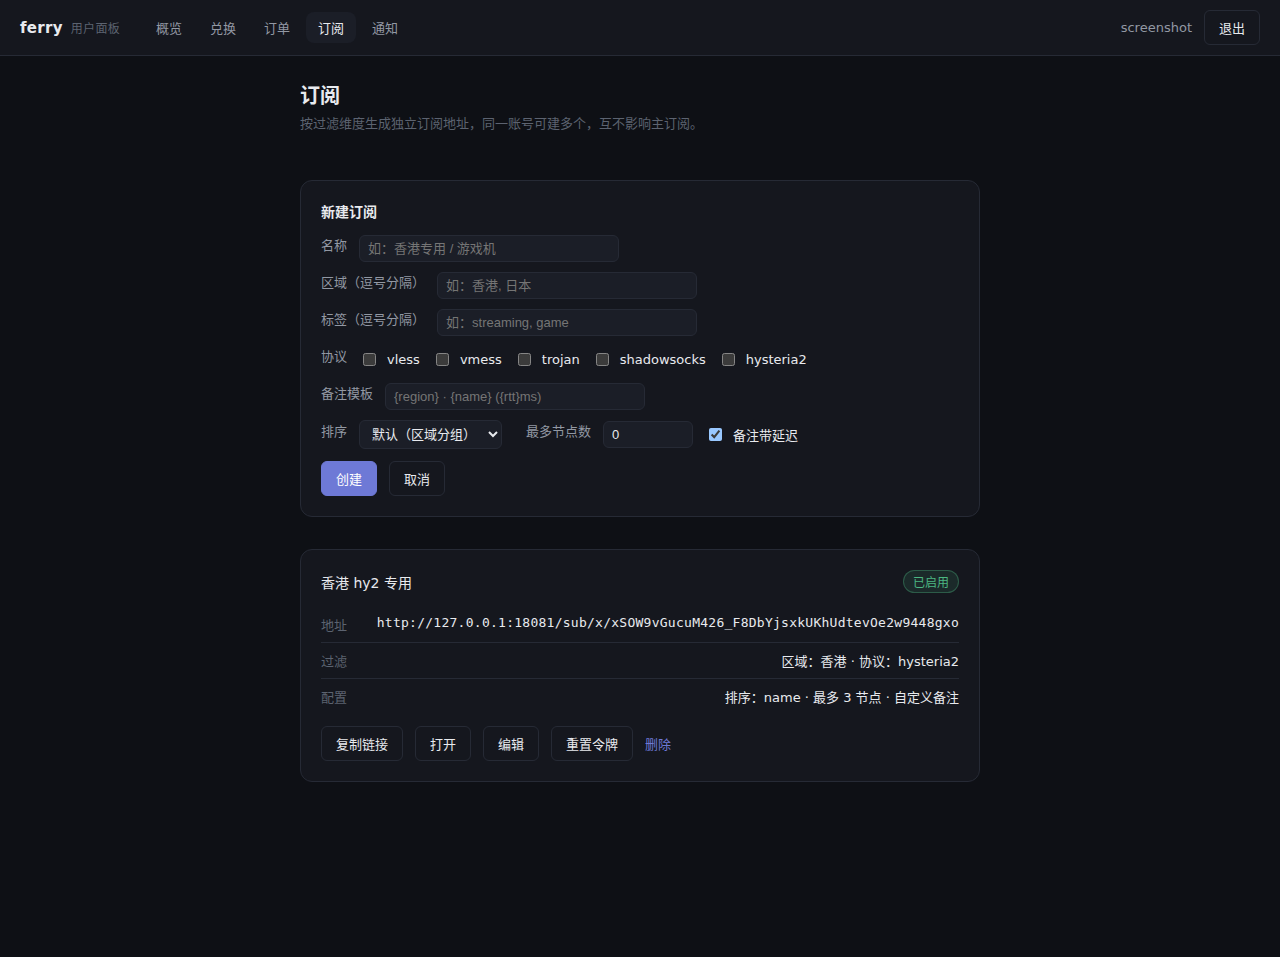 ferry 用户面板 概览 兑换 订单 订阅 通知 screenshot 退出
订阅
按过滤维度生成独立订阅地址，同一账号可建多个，互不影响主订阅。
新建订阅
名称 如：香港专用 / 游戏机
区域（逗号分隔） 如：香港, 日本
标签（逗号分隔） 如：streaming, game
协议 vless vmess trojan shadowsocks hysteria2
备注模板 {region} · {name} ({rtt}ms)
排序 默认（区域分组） 最多节点数 0 备注带延迟
创建 取消
香港 hy2 专用 已启用
地址 http://127.0.0.1:18081/sub/x/xSOW9vGucuM426_F8DbYjsxkUKhUdtevOe2w9448gxo
过滤 区域：香港 · 协议：hysteria2
配置 排序：name · 最多 3 节点 · 自定义备注
复制链接 打开 编辑 重置令牌 删除